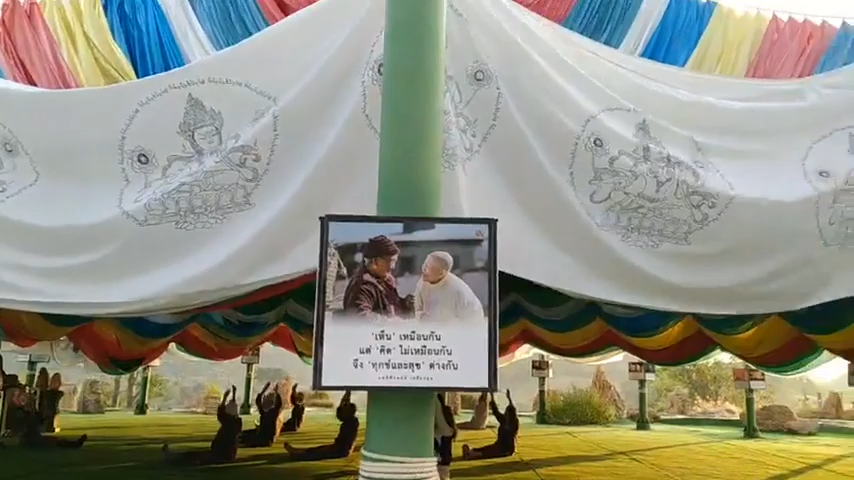 'เห็น' เหมือนกัน
แต่ 'คิด' ไม่เหมือนกัน
จึง 'ทุกข์และสุข' ต่างกัน